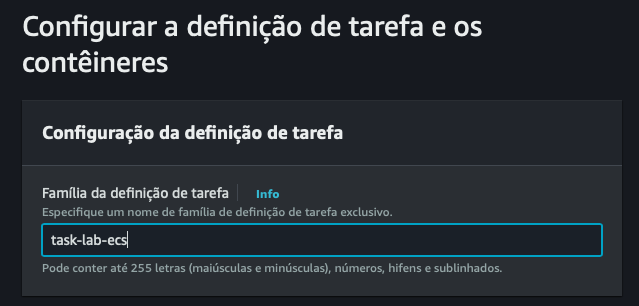 Configurar a definição de tarefa e os
contêineres
Configuração da definição de tarefa
Família da definição de tarefa Info
Especifique um nome de família de definição de tarefa exclusivo.
task-lab-ecs
Pode conter até 255 letras (maiúsculas e minúsculas), números, hifens e sublinhados.